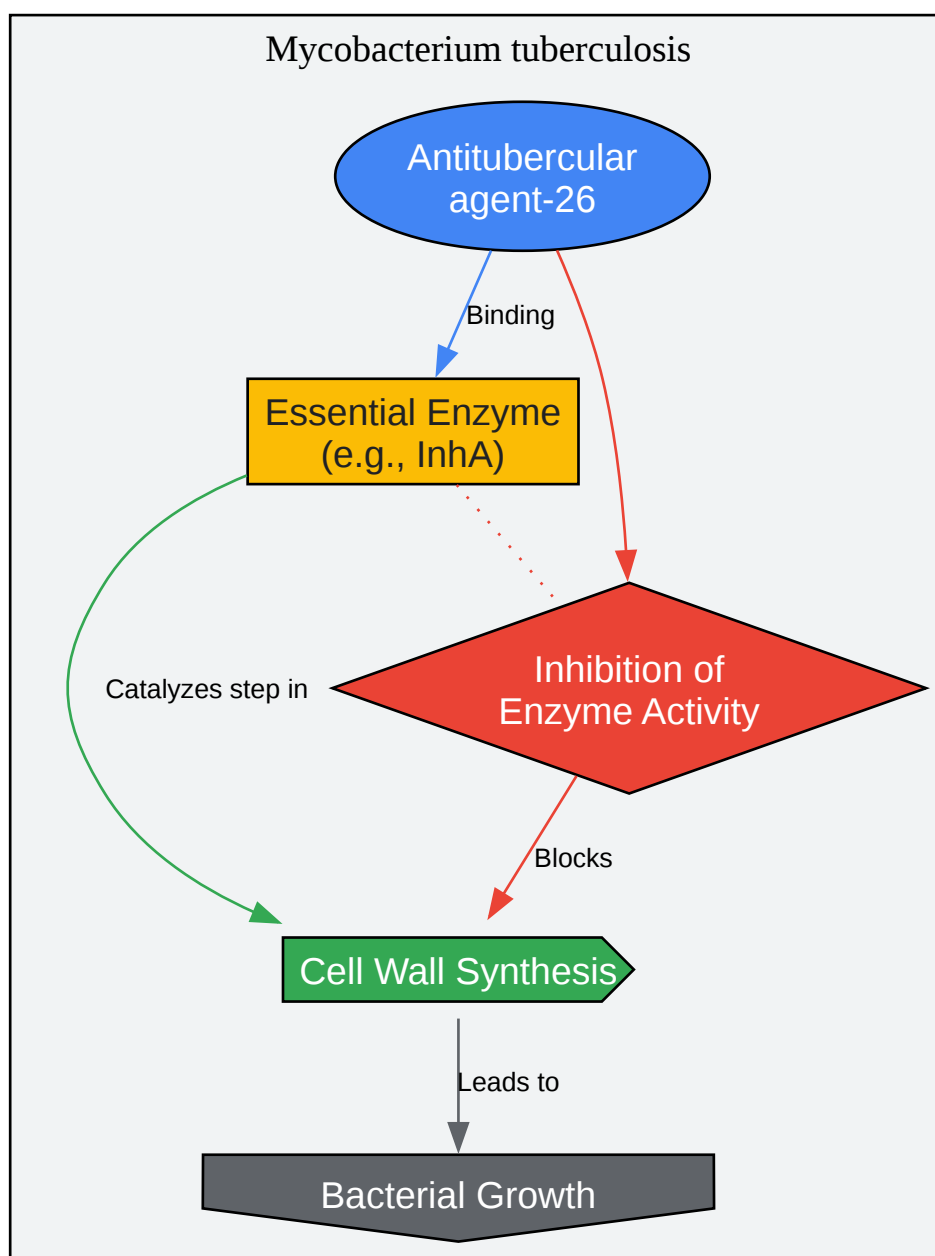 Mycobacterium tuberculosis
Antitubercular
agent-26
Binding
Essential Enzyme
(e.g., InhA)
Inhibition of
Enzyme Activity
Catalyzes step in
Blocks
Cell Wall Synthesis
Leads to
Bacterial Growth